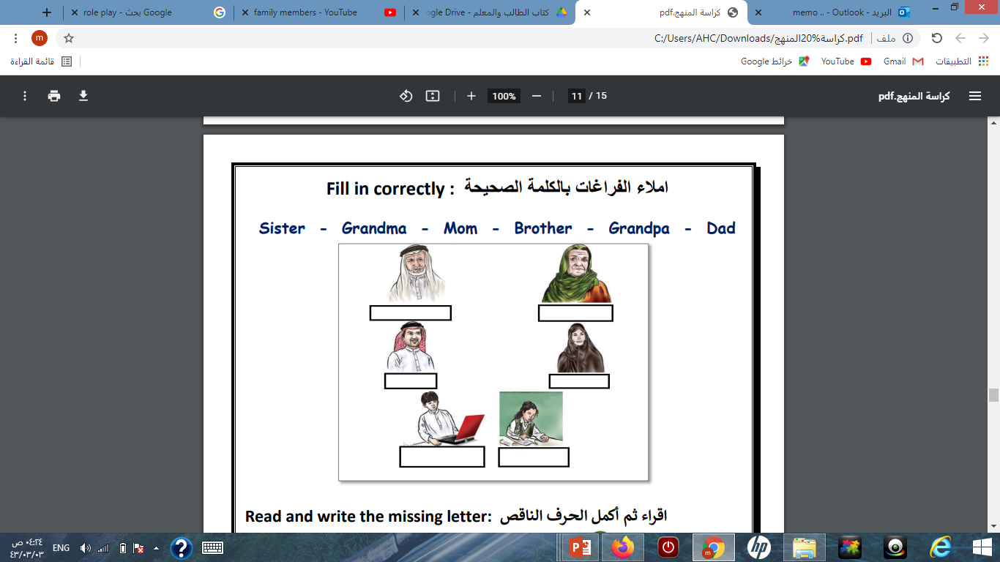 role play - بحث Google
family members - YouTube
كتاب الطالب والمعلم - ogle Drive
كراسة المنهج.pdf
البريد - memo .. - Outlook
m
C:/Users/AHC/Downloads/كراسة%20المنهج.pdf
ملف
قائمة القراءة
خرائط Google
YouTube
Gmail
التطبيقات
100%
11 / 15
كراسة المنهج.pdf
Fill in correctly : املاء الفراغات بالكلمة الصحيحة
Sister - Grandma - Mom - Brother - Grandpa - Dad
Read and write the missing letter: اقراء ثم أكمل الحرف الناقص
٠٤:٢٤ ص
٤٣/٠٣/٠٣
ENG